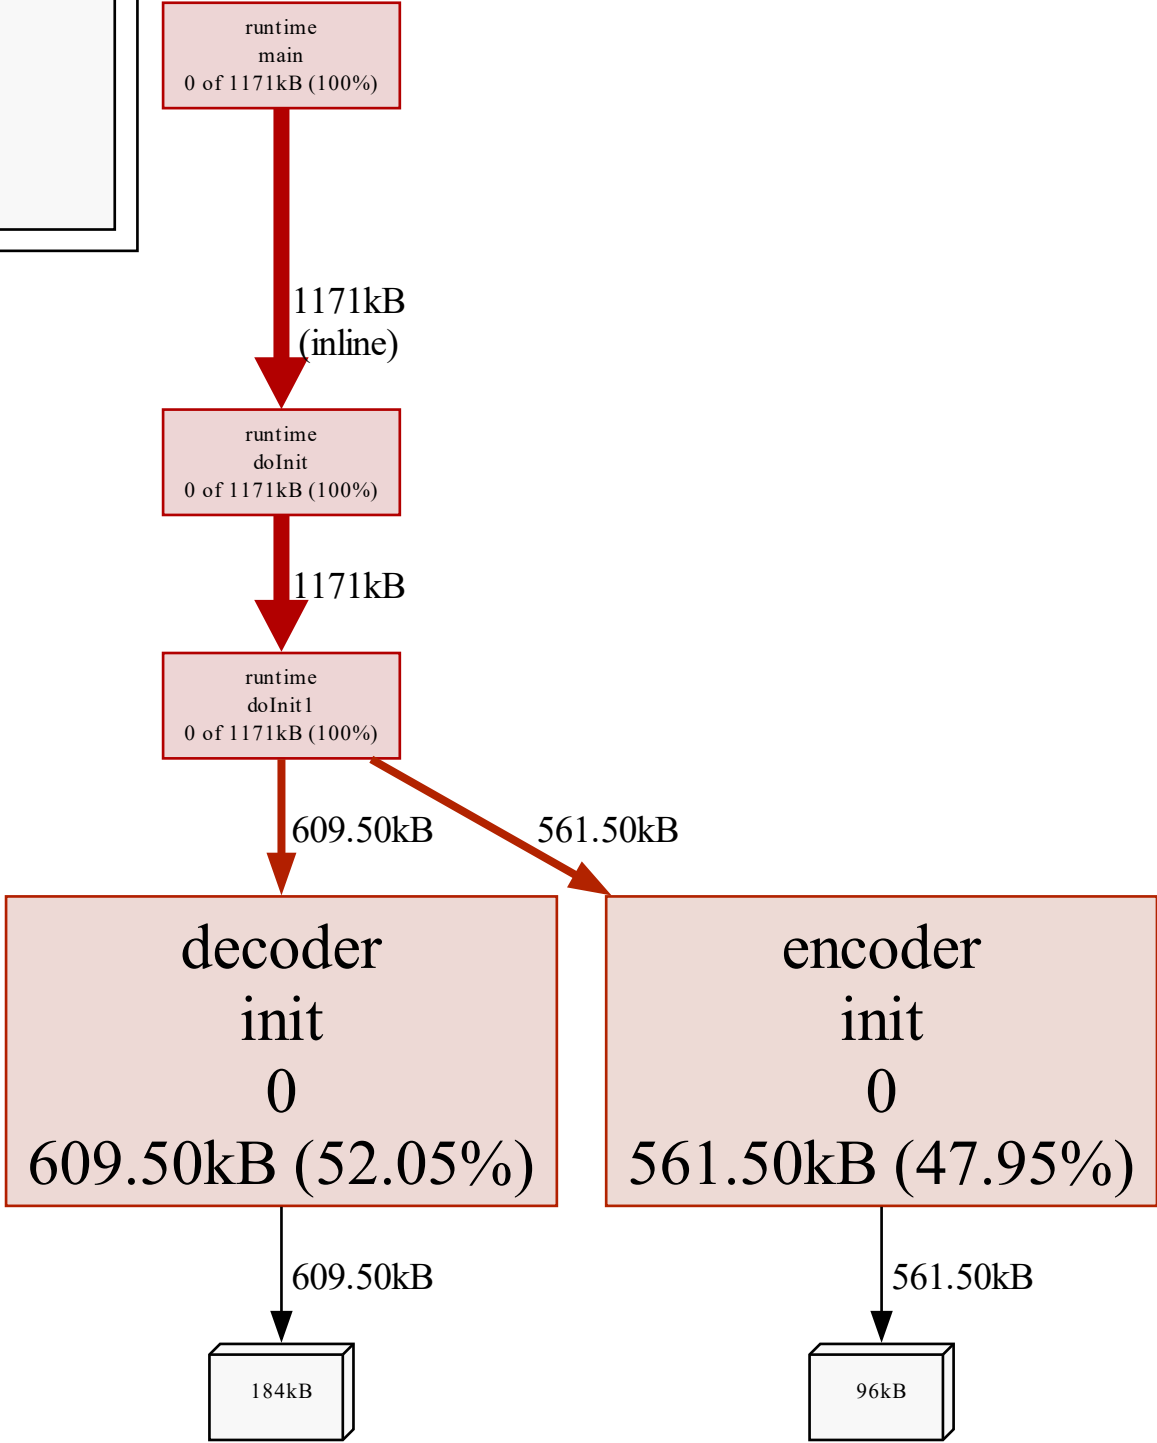 runtime
main
0 of 1171kB (100%)
1171kB
(inline)
runtime
doInit
0 of 1171kB (100%)
1171kB
runtime
doInit1
0 of 1171kB (100%)
609.50kB
561.50kB
decoder
init
0
609.50kB (52.05%)
encoder
init
0
561.50kB (47.95%)
609.50kB
561.50kB
184kB
96kB